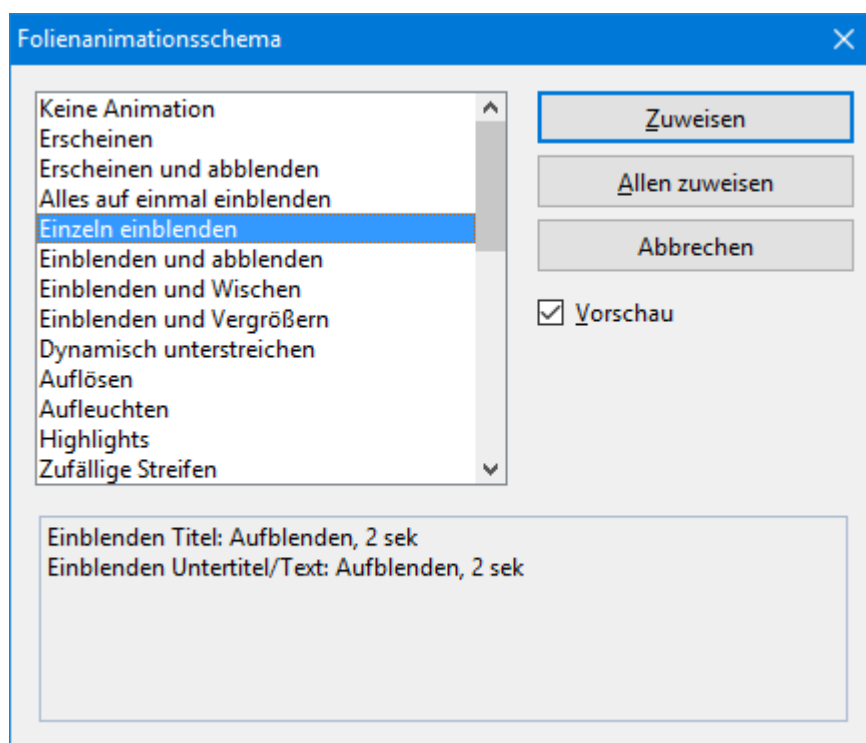 Folienanimationsschema
Keine Animation
Erscheinen
Erscheinen und abblenden
Alles auf einmal einblenden
Einzeln einblenden
Einblenden und abblenden
Einblenden und Wischen
Einblenden und Vergrößern
Dynamisch unterstreichen
Auflösen
Aufleuchten
Highlights
Zufällige Streifen
Zuweisen
Allen zuweisen
Abbrechen
Vorschau
Einblenden Titel: Aufblenden, 2 sek
Einblenden Untertitel/Text: Aufblenden, 2 sek